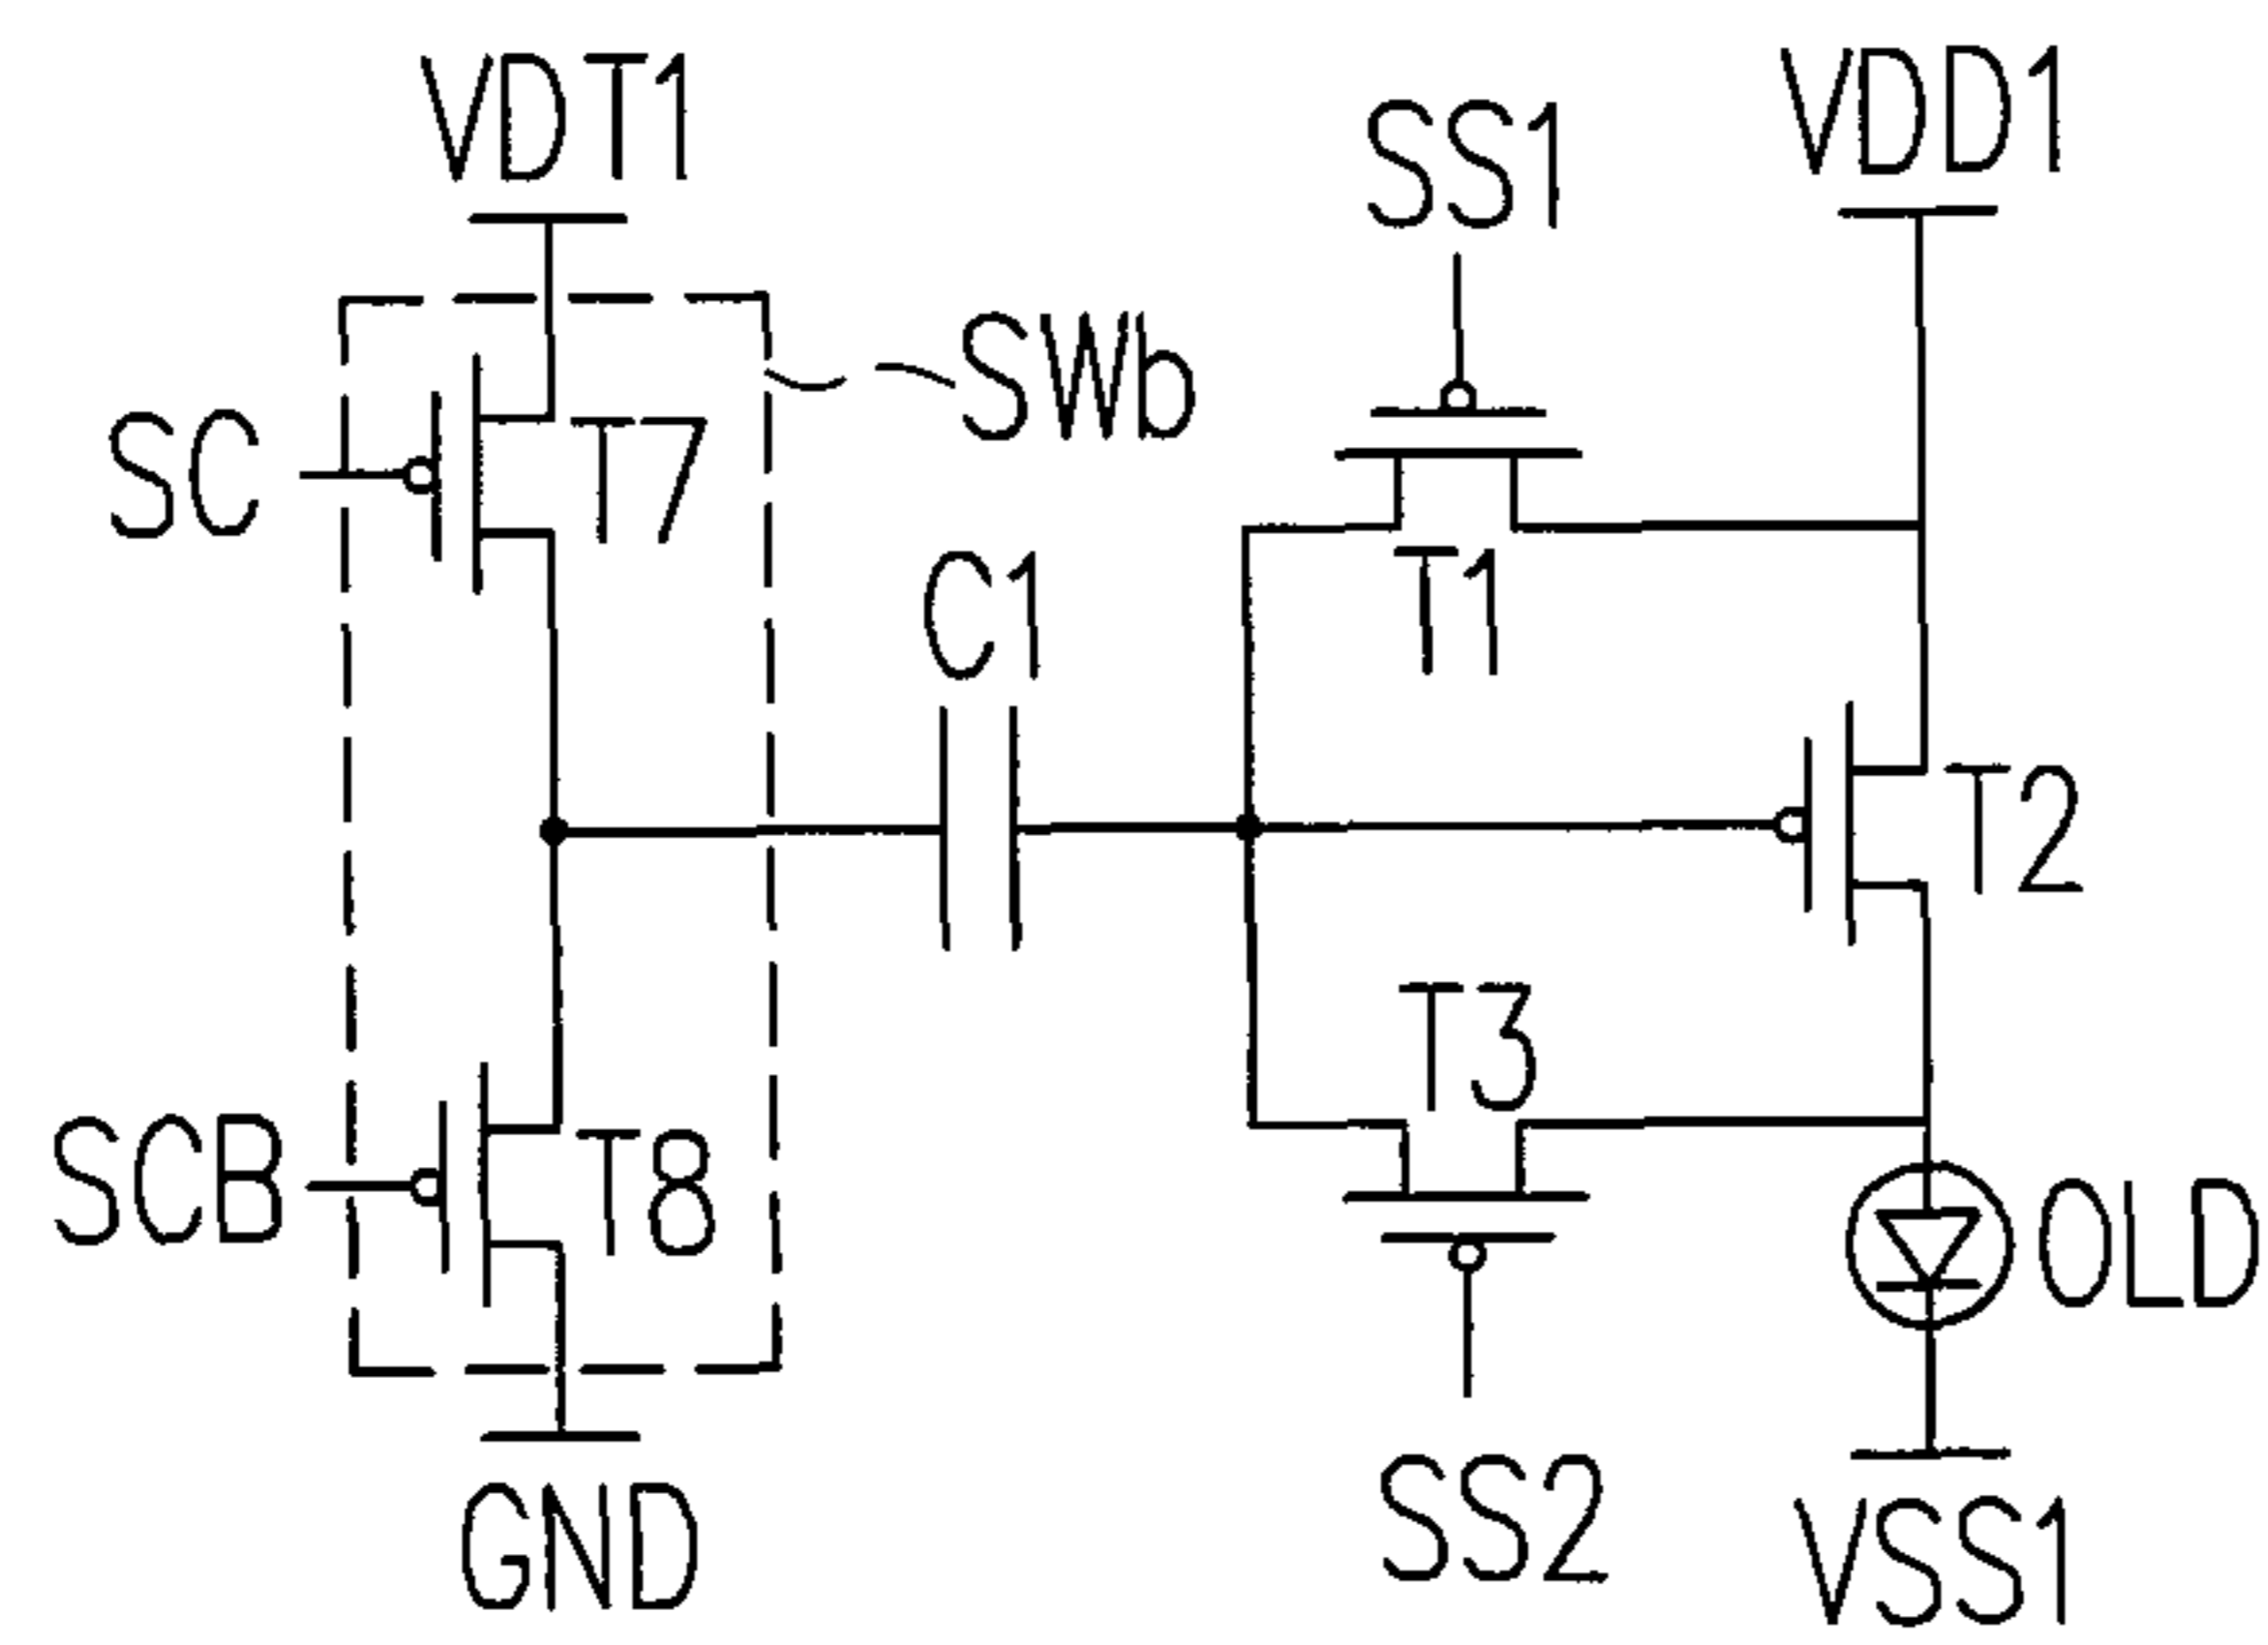 VDT1
SS1
VDD1
SWb
SC
T7
C1
T1
T2
T3
SCB
T8
OLD
GND
SS2
VSS1